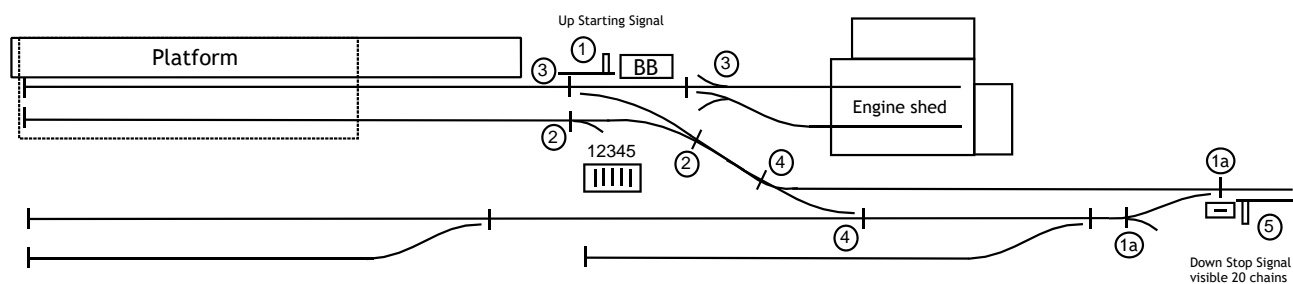 Up Starting Signal
Platform
1
BB
3
3
Engine shed
2
12345
2
4
1a
4
1a
5
Down Stop Signal
visible 20 chains